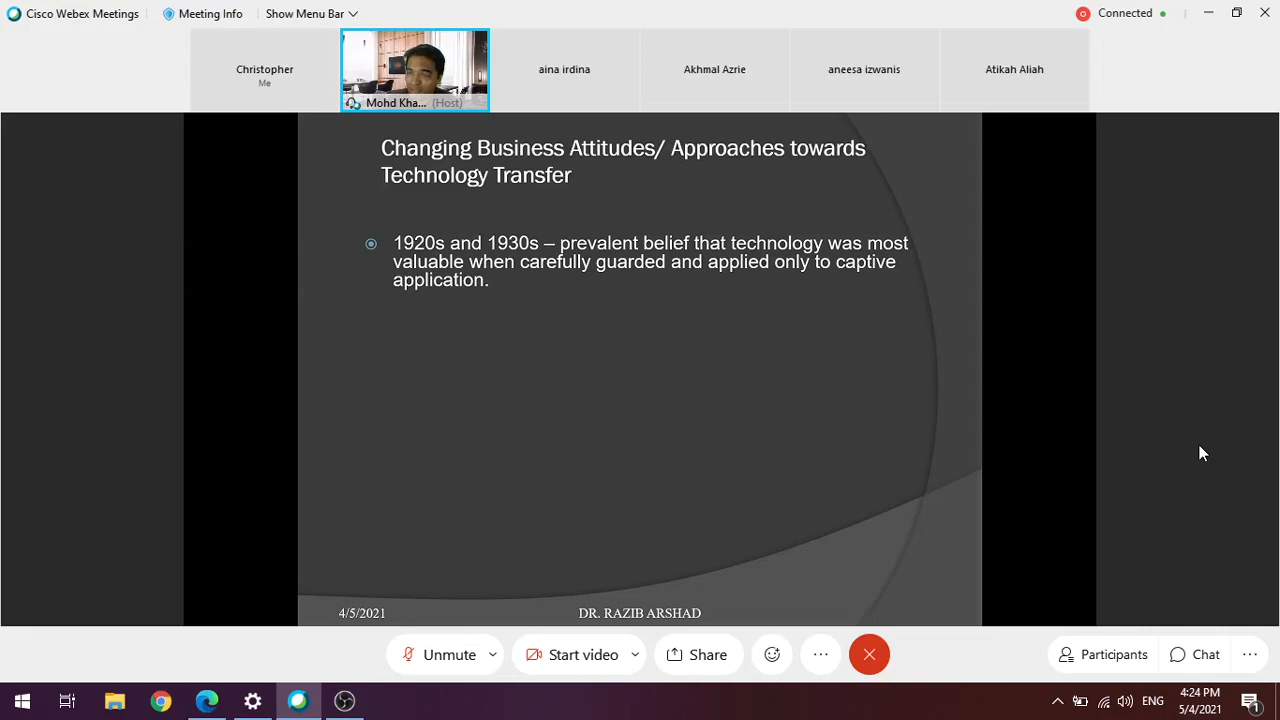 Cisco Webex Meetings
Meeting Info
Show Menu Bar
Connected
Christopher
Me
Mohd Kha... (Host)
aina irdina
Akhmal Azrie
aneesa izwanis
Atikah Aliah
Changing Business Attitudes/ Approaches towards
Technology Transfer
1920s and 1930s – prevalent belief that technology was most
valuable when carefully guarded and applied only to captive
application.
4/5/2021
DR. RAZIB ARSHAD
Unmute
Start video
Share
Participants
Chat
ENG
4:24 PM
5/4/2021
1